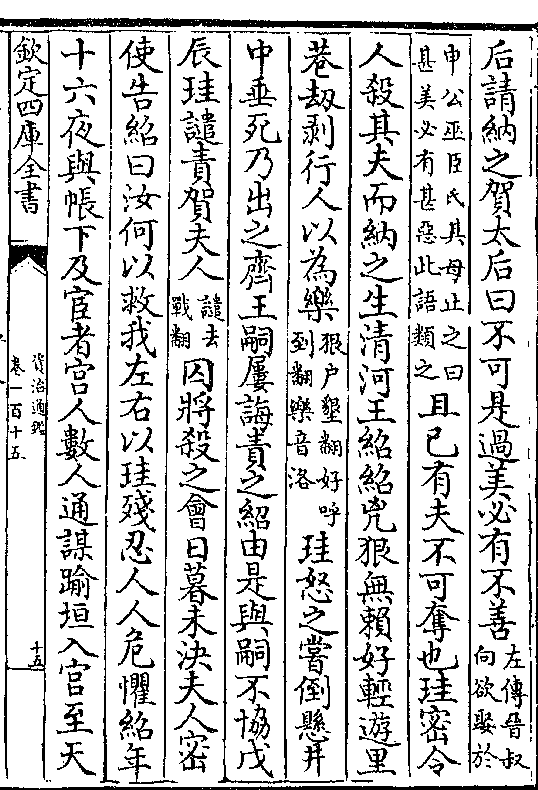 后請納之賀太后曰不可是過美必有不善左傳晉叔向欲娶於
申公巫臣氏其母止之曰甚美必有甚惡此語類之且已有夫不可奪也珪密令
人殺其夫而納之生清河王紹紹兇狠無賴好輕遊里
巷劫剥行人以為樂狠户墾翻好呼到翻樂音洛珪怒之嘗倒懸井
中垂死乃出之齊王嗣屢誨責之紹由是與嗣不協戊
辰珪譴責賀夫人譴去戰翻囚將殺之會日暮未決夫人密
使告紹曰汝何以救我左右以珪殘忍人人危懼紹年
十六夜與帳下及宦者宫人數人通謀踰垣入宫至天
欽定四庫全書
資治通鑑
卷一百十五
十五